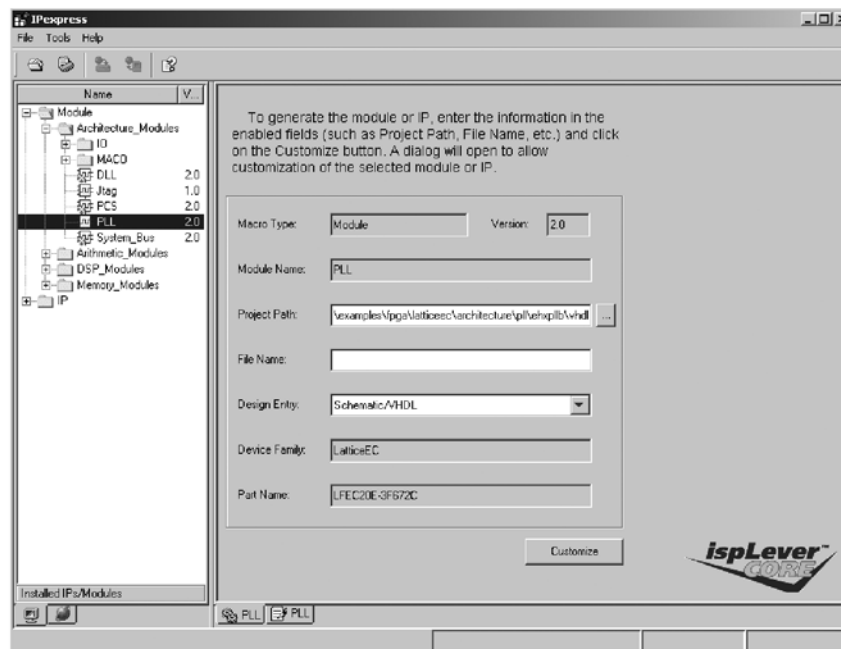 IPexpress
File Tools Help
Name V...
Module
Architecture_Modules
IO
MACO
DLL 2.0
Jtag 1.0
PCS 2.0
PLL 2.0
System_Bus 2.0
Arithmetic_Modules
DSP_Modules
Memory_Modules
IP
Installed IPs/Modules
To generate the module or IP, enter the information in the
enabled fields (such as Project Path, File Name, etc.) and click
on the Customize button. A dialog will open to allow
customization of the selected module or IP.
Macro Type: Module Version: 2.0
Module Name: PLL
Project Path: \examples\fpga\latticeec\architecture\pll\ehxpllb\vhdl ...
File Name:
Design Entry: Schematic/VHDL
Device Family: LatticeEC
Part Name: LFEC20E-3F672C
Customize
ispLever™
CORE
PLL PLL